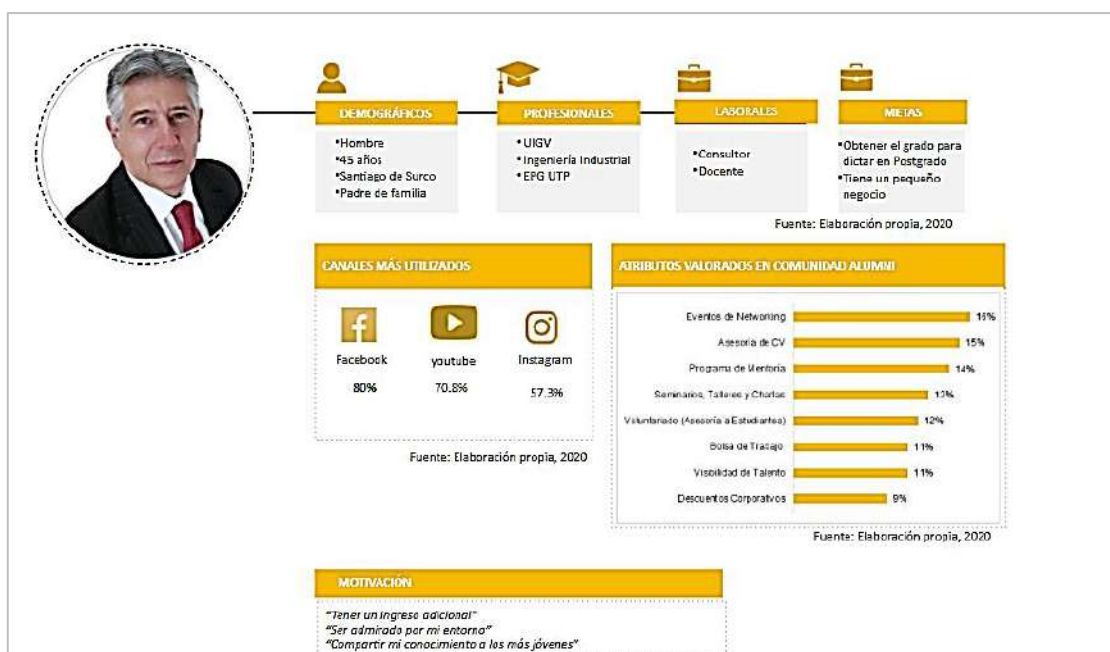 DEMOGRÁFICOS
•Hombre
•45 años
•Santiago de Surco
•Padre de familia
PROFESIONALES
•UIGV
•Ingeniería Industrial
•EPG UTP
LABORALES
•Consultor
•Docente
METAS
•Obtener el grado para
dictar en Postgrado
•Tiene un pequeño
negocio
Fuente: Elaboración propia, 2020
CANALES MÁS UTILIZADOS
Facebook
80%
youtube
70.8%
Instagram
57.3%
Fuente: Elaboración propia, 2020
ATRIBUTOS VALORADOS EN COMUNIDAD ALUMNI
Eventos de Networking 16%
Asesoría de CV 15%
Programa de Mentoría 14%
Seminarios, Talleres y Charlas 13%
Voluntariado (Asesoría a Estudiantes) 12%
Bolsa de Trabajo 11%
Visibilidad de Talento 11%
Descuentos Corporativos 9%
Fuente: Elaboración propia, 2020
MOTIVACIÓN
"Tener un ingreso adicional"
"Ser admirado por mi entorno"
"Compartir mi conocimiento a los más jóvenes"